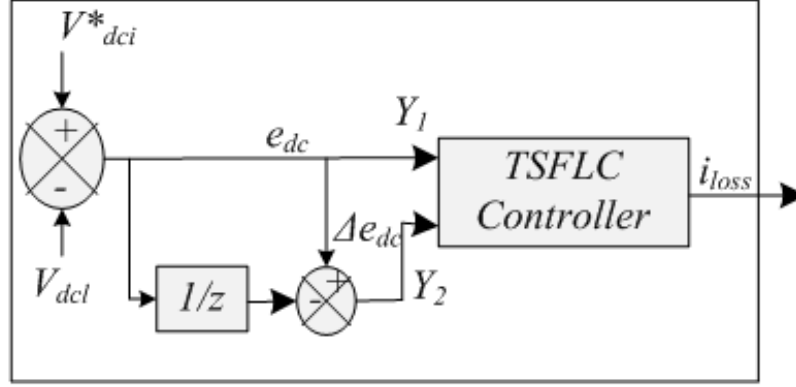 V*dci
+
-
edc
Y1
TSFLC
Controller
iloss
Δedc
Vdcl
1/z
+
-
Y2